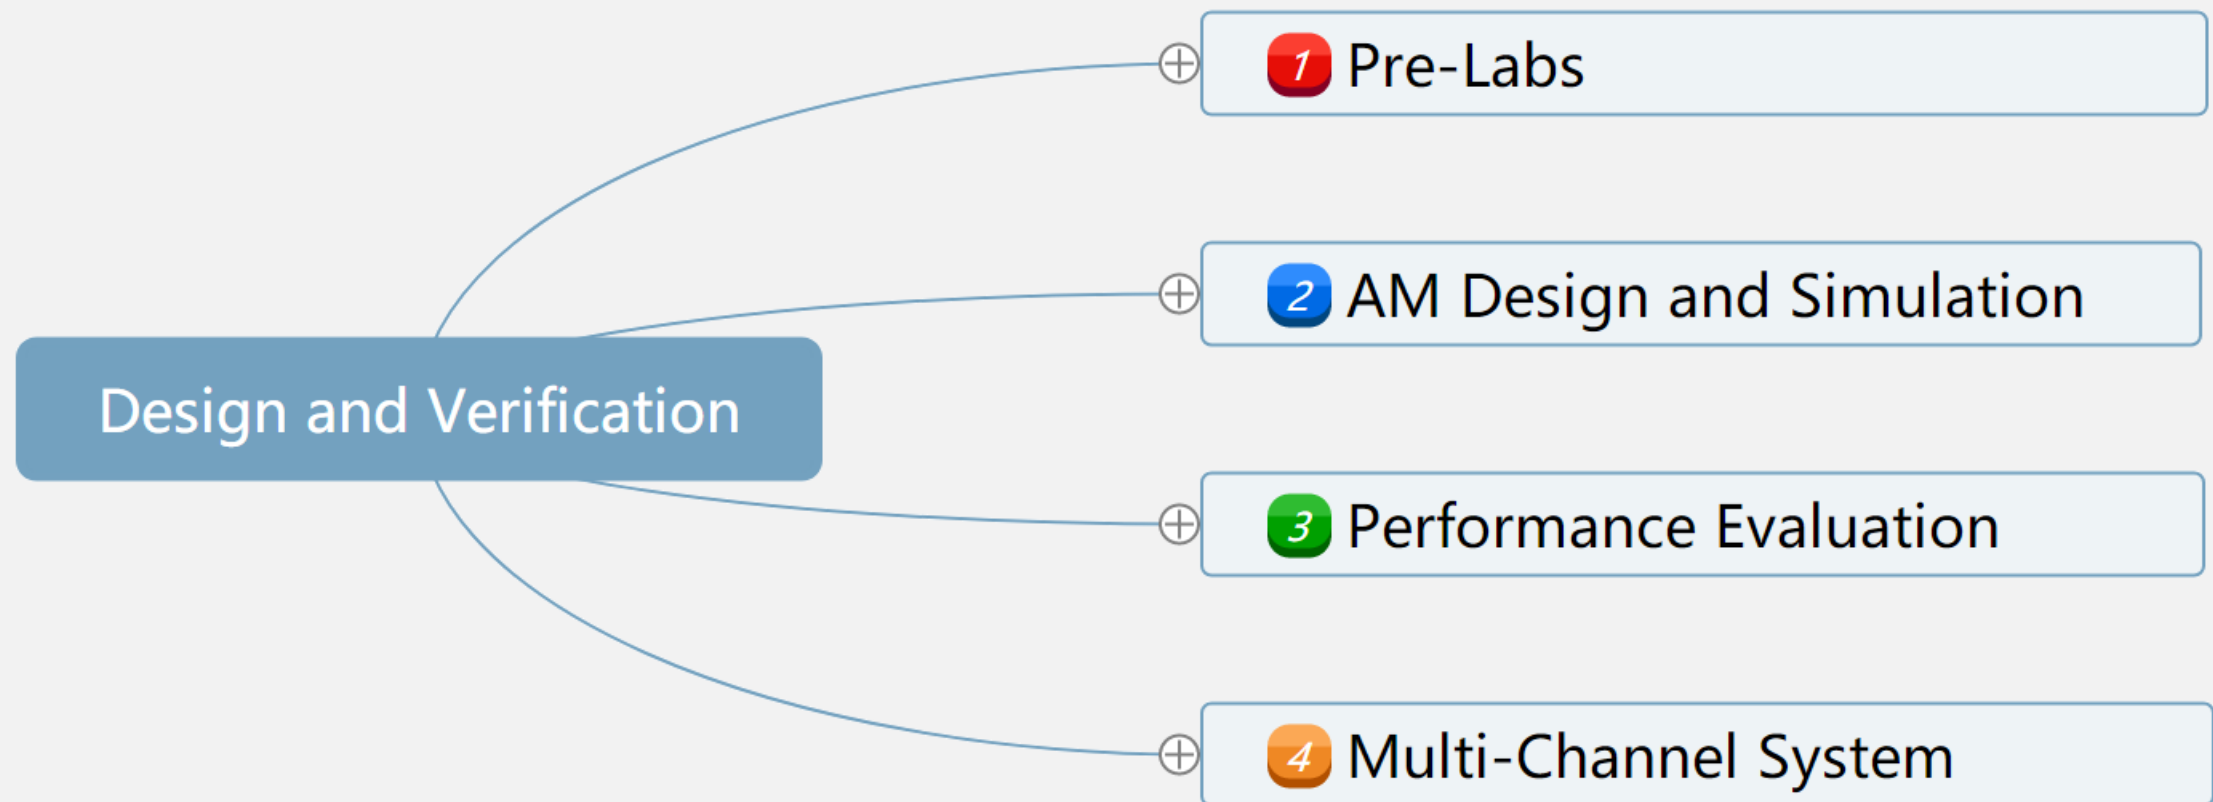 1 Pre-Labs
2 AM Design and Simulation
Design and Verification
3 Performance Evaluation
4 Multi-Channel System